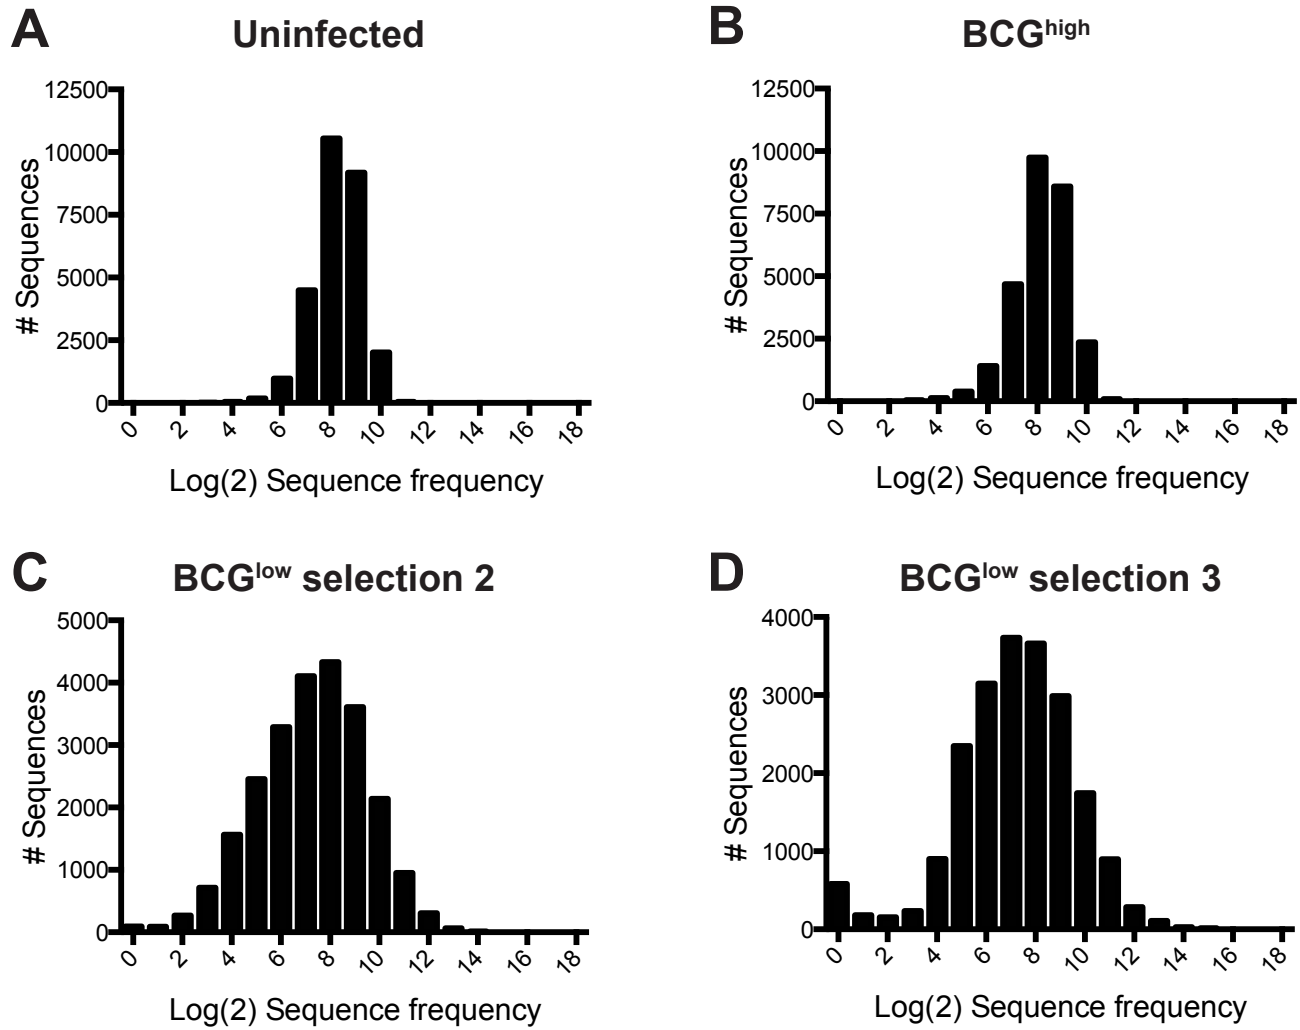 A
Uninfected
12500
10000
7500
5000
2500
0
# Sequences
0 2 4 6 8 10 12 14 16 18
Log(2) Sequence frequency
B
BCGhigh
12500
10000
7500
5000
2500
0
# Sequences
0 2 4 6 8 10 12 14 16 18
Log(2) Sequence frequency
C
BCGlow selection 2
5000
4000
3000
2000
1000
0
# Sequences
0 2 4 6 8 10 12 14 16 18
Log(2) Sequence frequency
D
BCGlow selection 3
4000
3000
2000
1000
0
# Sequences
0 2 4 6 8 10 12 14 16 18
Log(2) Sequence frequency